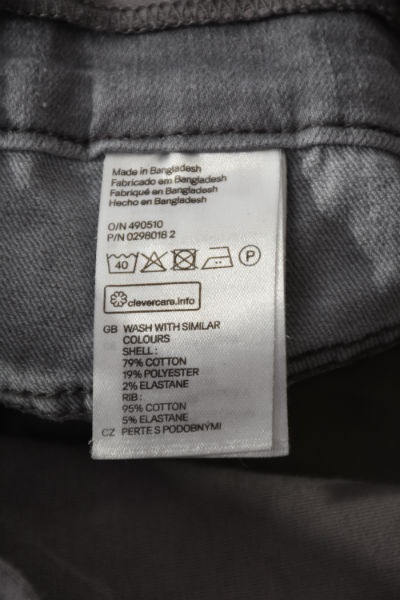 Made in Bangladesh
Fabricado em Bangladesh
Fabriqué en Bangladesh
Hecho en Bangladesh
O/N 490510
P/N 0298018 2
40 P
clevercare.info
GB WASH WITH SIMILAR
COLOURS
SHELL:
79% COTTON
19% POLYESTER
2% ELASTANE
RIB:
95% COTTON
5% ELASTANE
CZ PERTE S PODOBNÝMI